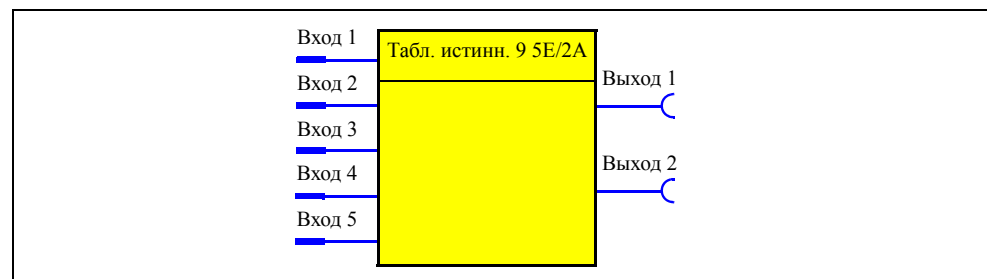 Вход 1
Табл. истинн. 9 5E/2A
Вход 2
Выход 1
Вход 3
Вход 4
Выход 2
Вход 5